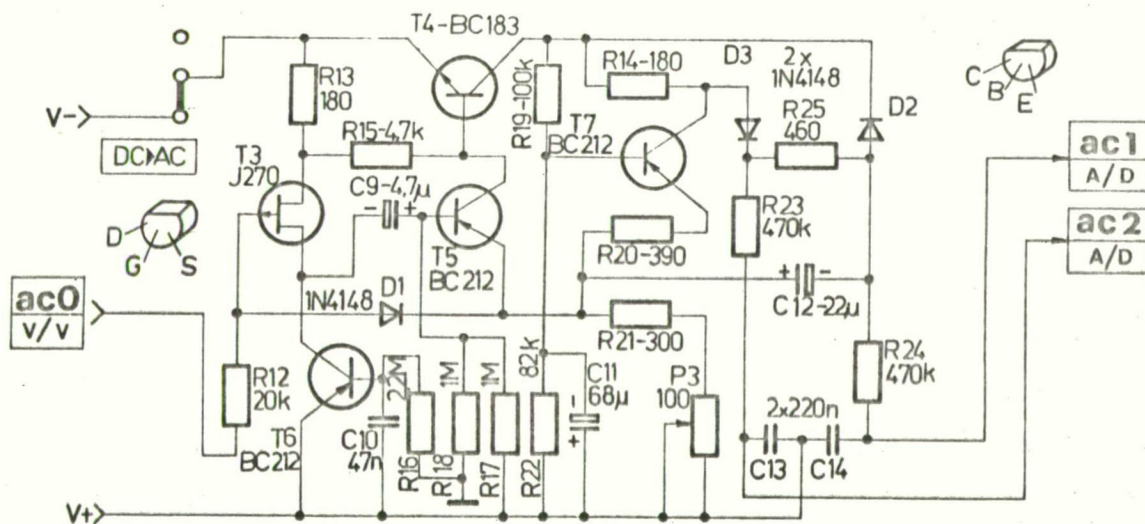 T4-BC183
D3
2x
1N4148
R14-180
R13
180
R19-100k
R25
460
D2
C
B
E
V-
R15-4,7k
T7
BC212
DC▶AC
T3
J270
C9-4,7µ
- +
ac1
A/D
R23
470k
D
G
S
T5
BC212
R20-390
ac2
A/D
+ -
C12-22µ
ac0
V/V
1N4148
D1
R21-300
R24
470k
R12
20k
22M
1M
1M
82k
C11
68µ
-
+
P3
100
2x220n
T6
BC212
C10
47n
R16
R18
R17
R22
C13
C14
V+